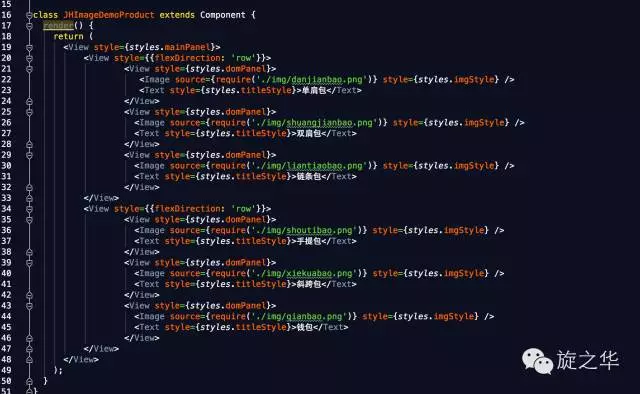 15
16 class JHImageDemoProduct extends Component {
17 render() {
18 return (
19 <View style={styles.mainPanel}>
20 <View style={{flexDirection: 'row'}}>
21 <View style={styles.domPanel}>
22 <Image source={require('./img/danjianbao.png')} style={styles.imgStyle} />
23 <Text style={styles.titleStyle}>单肩包</Text>
24 </View>
25 <View style={styles.domPanel}>
26 <Image source={require('./img/shuangjianbao.png')} style={styles.imgStyle} />
27 <Text style={styles.titleStyle}>双肩包</Text>
28 </View>
29 <View style={styles.domPanel}>
30 <Image source={require('./img/liantiaobao.png')} style={styles.imgStyle} />
31 <Text style={styles.titleStyle}>链条包</Text>
32 </View>
33 </View>
34 <View style={{flexDirection: 'row'}}>
35 <View style={styles.domPanel}>
36 <Image source={require('./img/shoutibao.png')} style={styles.imgStyle} />
37 <Text style={styles.titleStyle}>手提包</Text>
38 </View>
39 <View style={styles.domPanel}>
40 <Image source={require('./img/xiekuabao.png')} style={styles.imgStyle} />
41 <Text style={styles.titleStyle}>斜跨包</Text>
42 </View>
43 <View style={styles.domPanel}>
44 <Image source={require('./img/qianbao.png')} style={styles.imgStyle} />
45 <Text style={styles.titleStyle}>钱包</Text>
46 </View>
47 </View>
48 </View>
49 );
50 }
51 }
旋之华